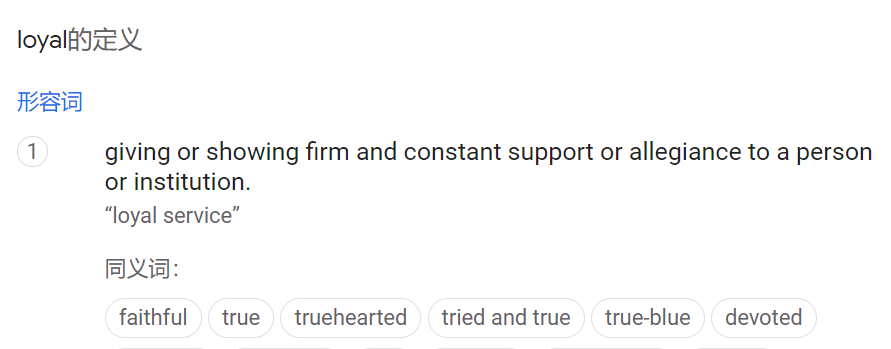 loyal的定义
形容词
1
giving or showing firm and constant support or allegiance to a person
or institution.
“loyal service”
同义词：
faithful true truehearted tried and true true-blue devoted